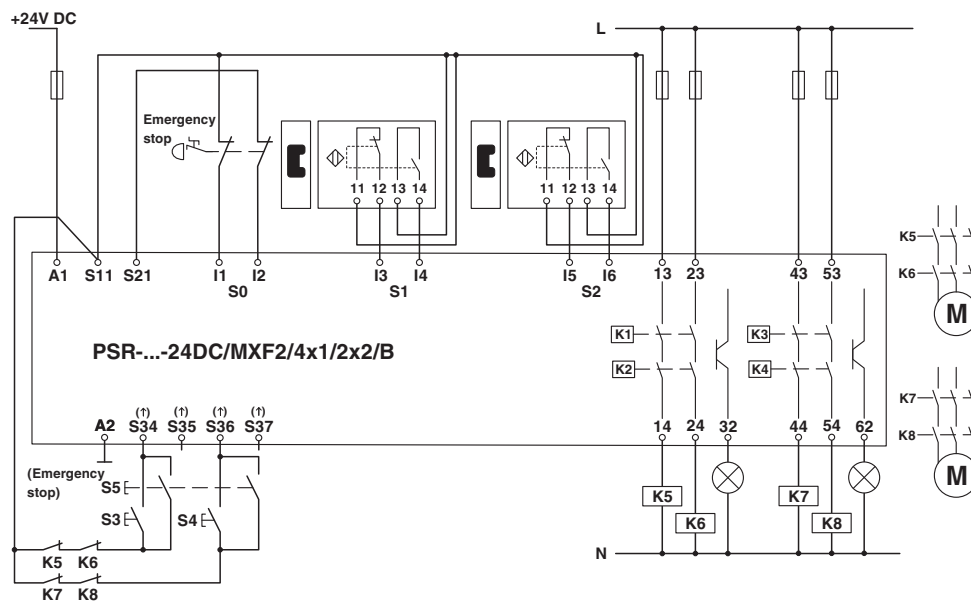 +24V DC
L
Emergency
stop
11 12 13 14
11 12 13 14
K5
K6
A1 S11 S21 I1 I2 I3 I4 I5 I6 13 23 43 53
S0 S1 S2
M
K1 K3
PSR-...-24DC/MXF2/4x1/2x2/B
K2 K4
K7
(↑) (↑) (↑) (↑)
A2 S34 S35 S36 S37 14 24 32 44 54 62
K8
(Emergency
stop)
S5
M
K5 K7
S3 S4
K6 K8
N
K5 K6
K7 K8